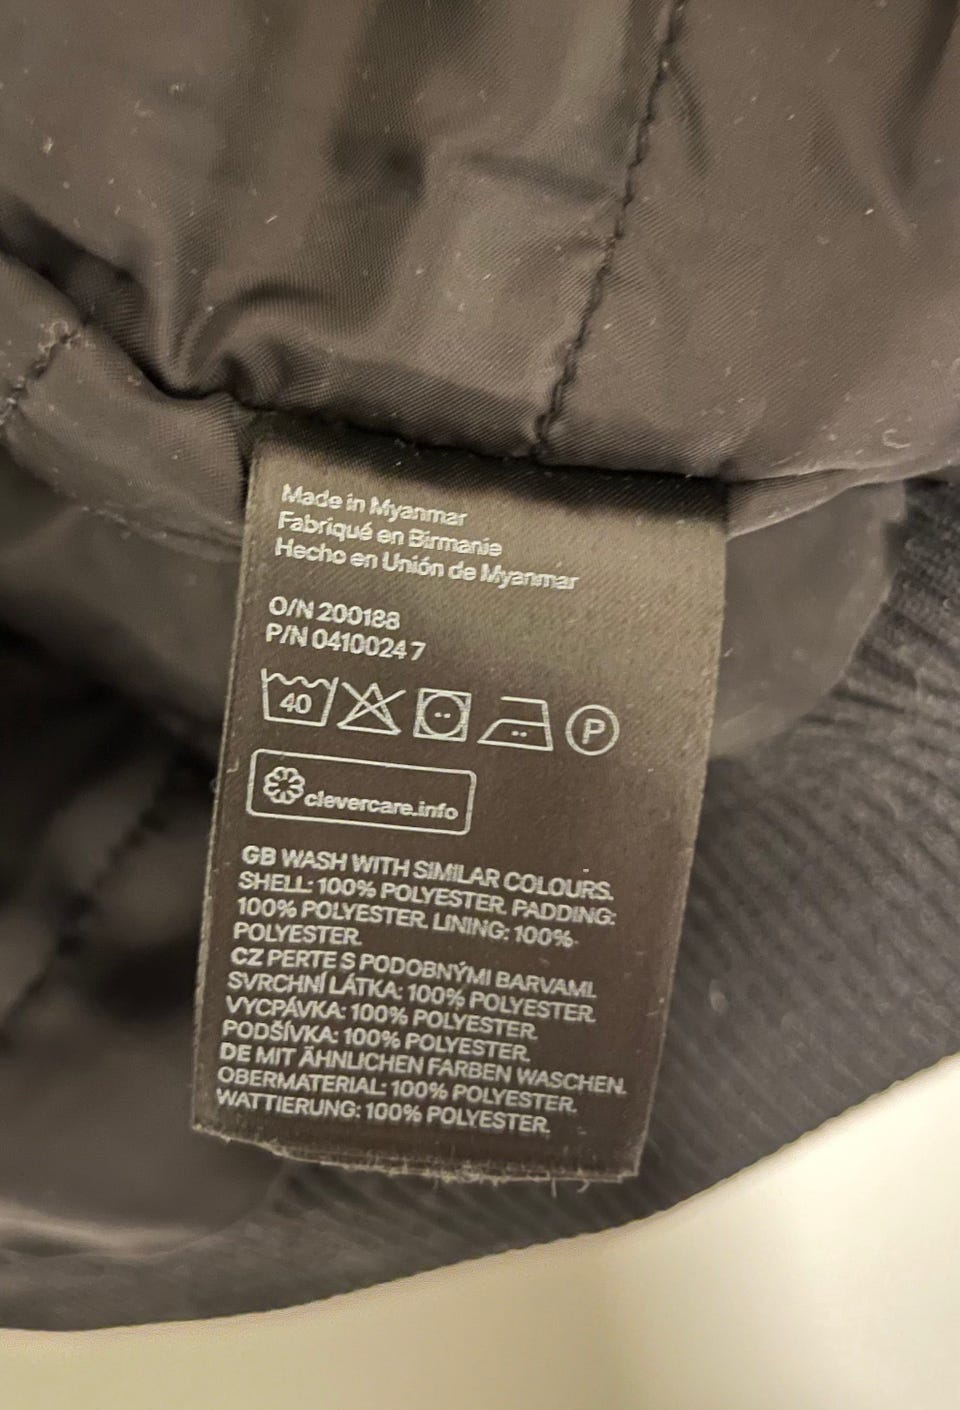 Made in Myanmar
Fabriqué en Birmanie
Hecho en Unión de Myanmar
O/N 200188
P/N 0410024 7
40
P
clevercare.info
GB WASH WITH SIMILAR COLOURS.
SHELL: 100% POLYESTER. PADDING:
100% POLYESTER. LINING: 100%
POLYESTER.
CZ PERTE S PODOBNÝMI BARVAMI.
SVRCHNÍ LÁTKA: 100% POLYESTER.
VYCPÁVKA: 100% POLYESTER.
PODŠÍVKA: 100% POLYESTER.
DE MIT ÄHNLICHEN FARBEN WASCHEN.
OBERMATERIAL: 100% POLYESTER.
WATTIERUNG: 100% POLYESTER.